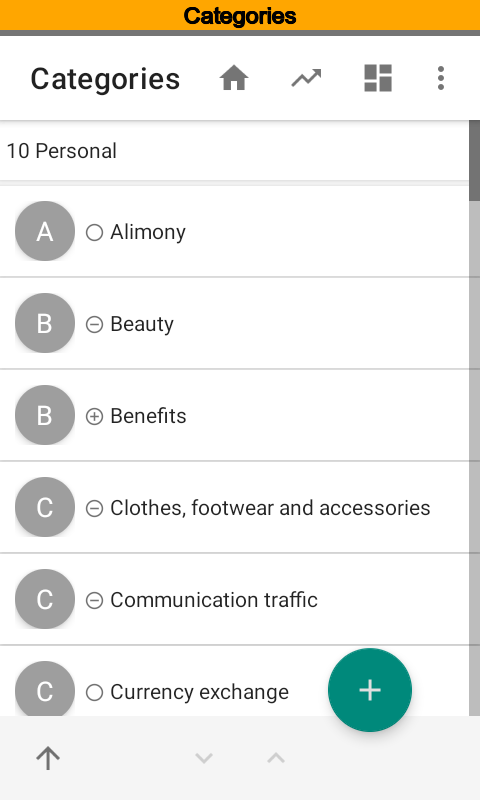 Categories
Categories
10 Personal
A Alimony
B Beauty
B Benefits
C Clothes, footwear and accessories
C Communication traffic
C Currency exchange